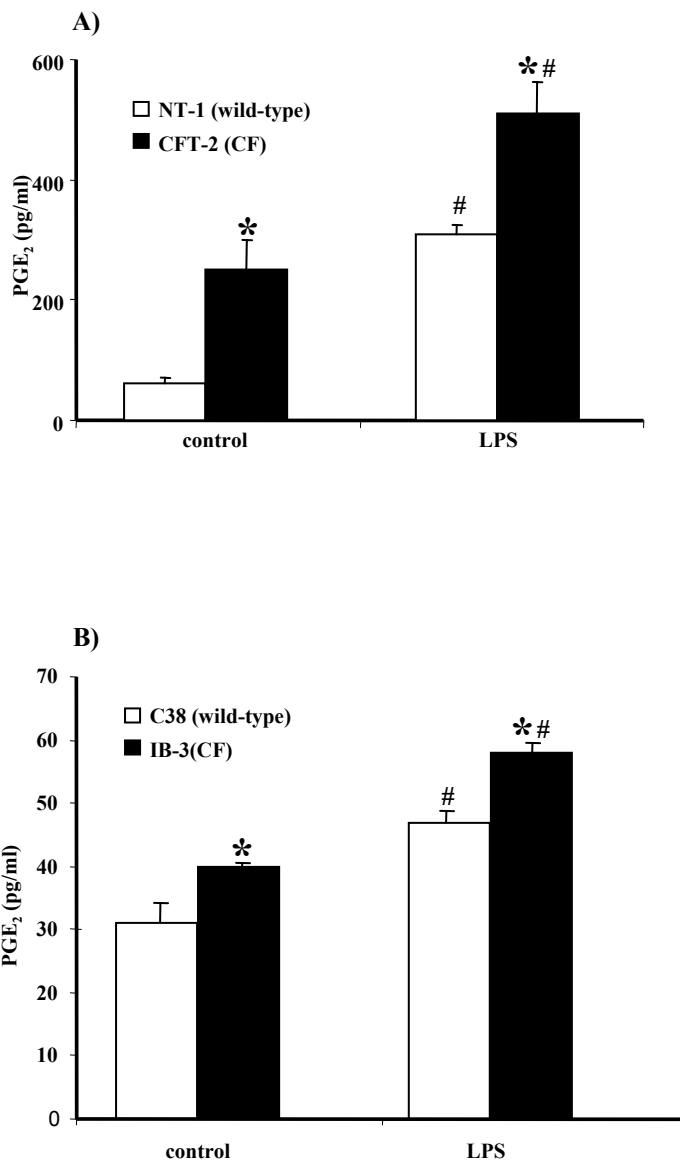 A)
600
400
200
0
PGE₂ (pg/ml)
NT-1 (wild-type)
CFT-2 (CF)
*
#
*#
control LPS
B)
70
60
50
40
30
20
10
0
PGE₂ (pg/ml)
C38 (wild-type)
IB-3(CF)
*
#
*#
control LPS